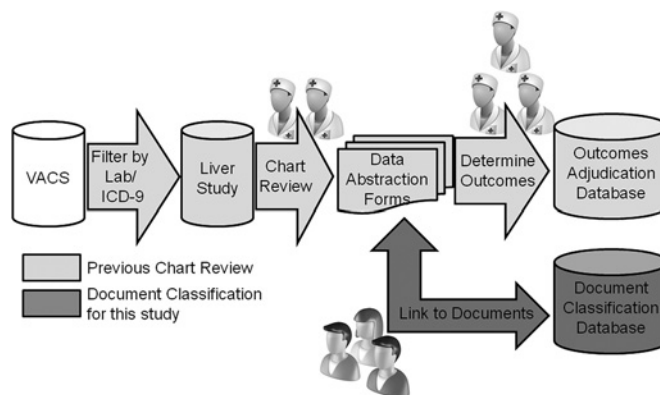 VACS
Filter by
Lab/
ICD-9
Liver
Study
Chart
Review
Data
Abstraction
Forms
Determine
Outcomes
Outcomes
Adjudication
Database
Previous Chart Review
Document Classification
for this study
Link to Documents
Document
Classification
Database